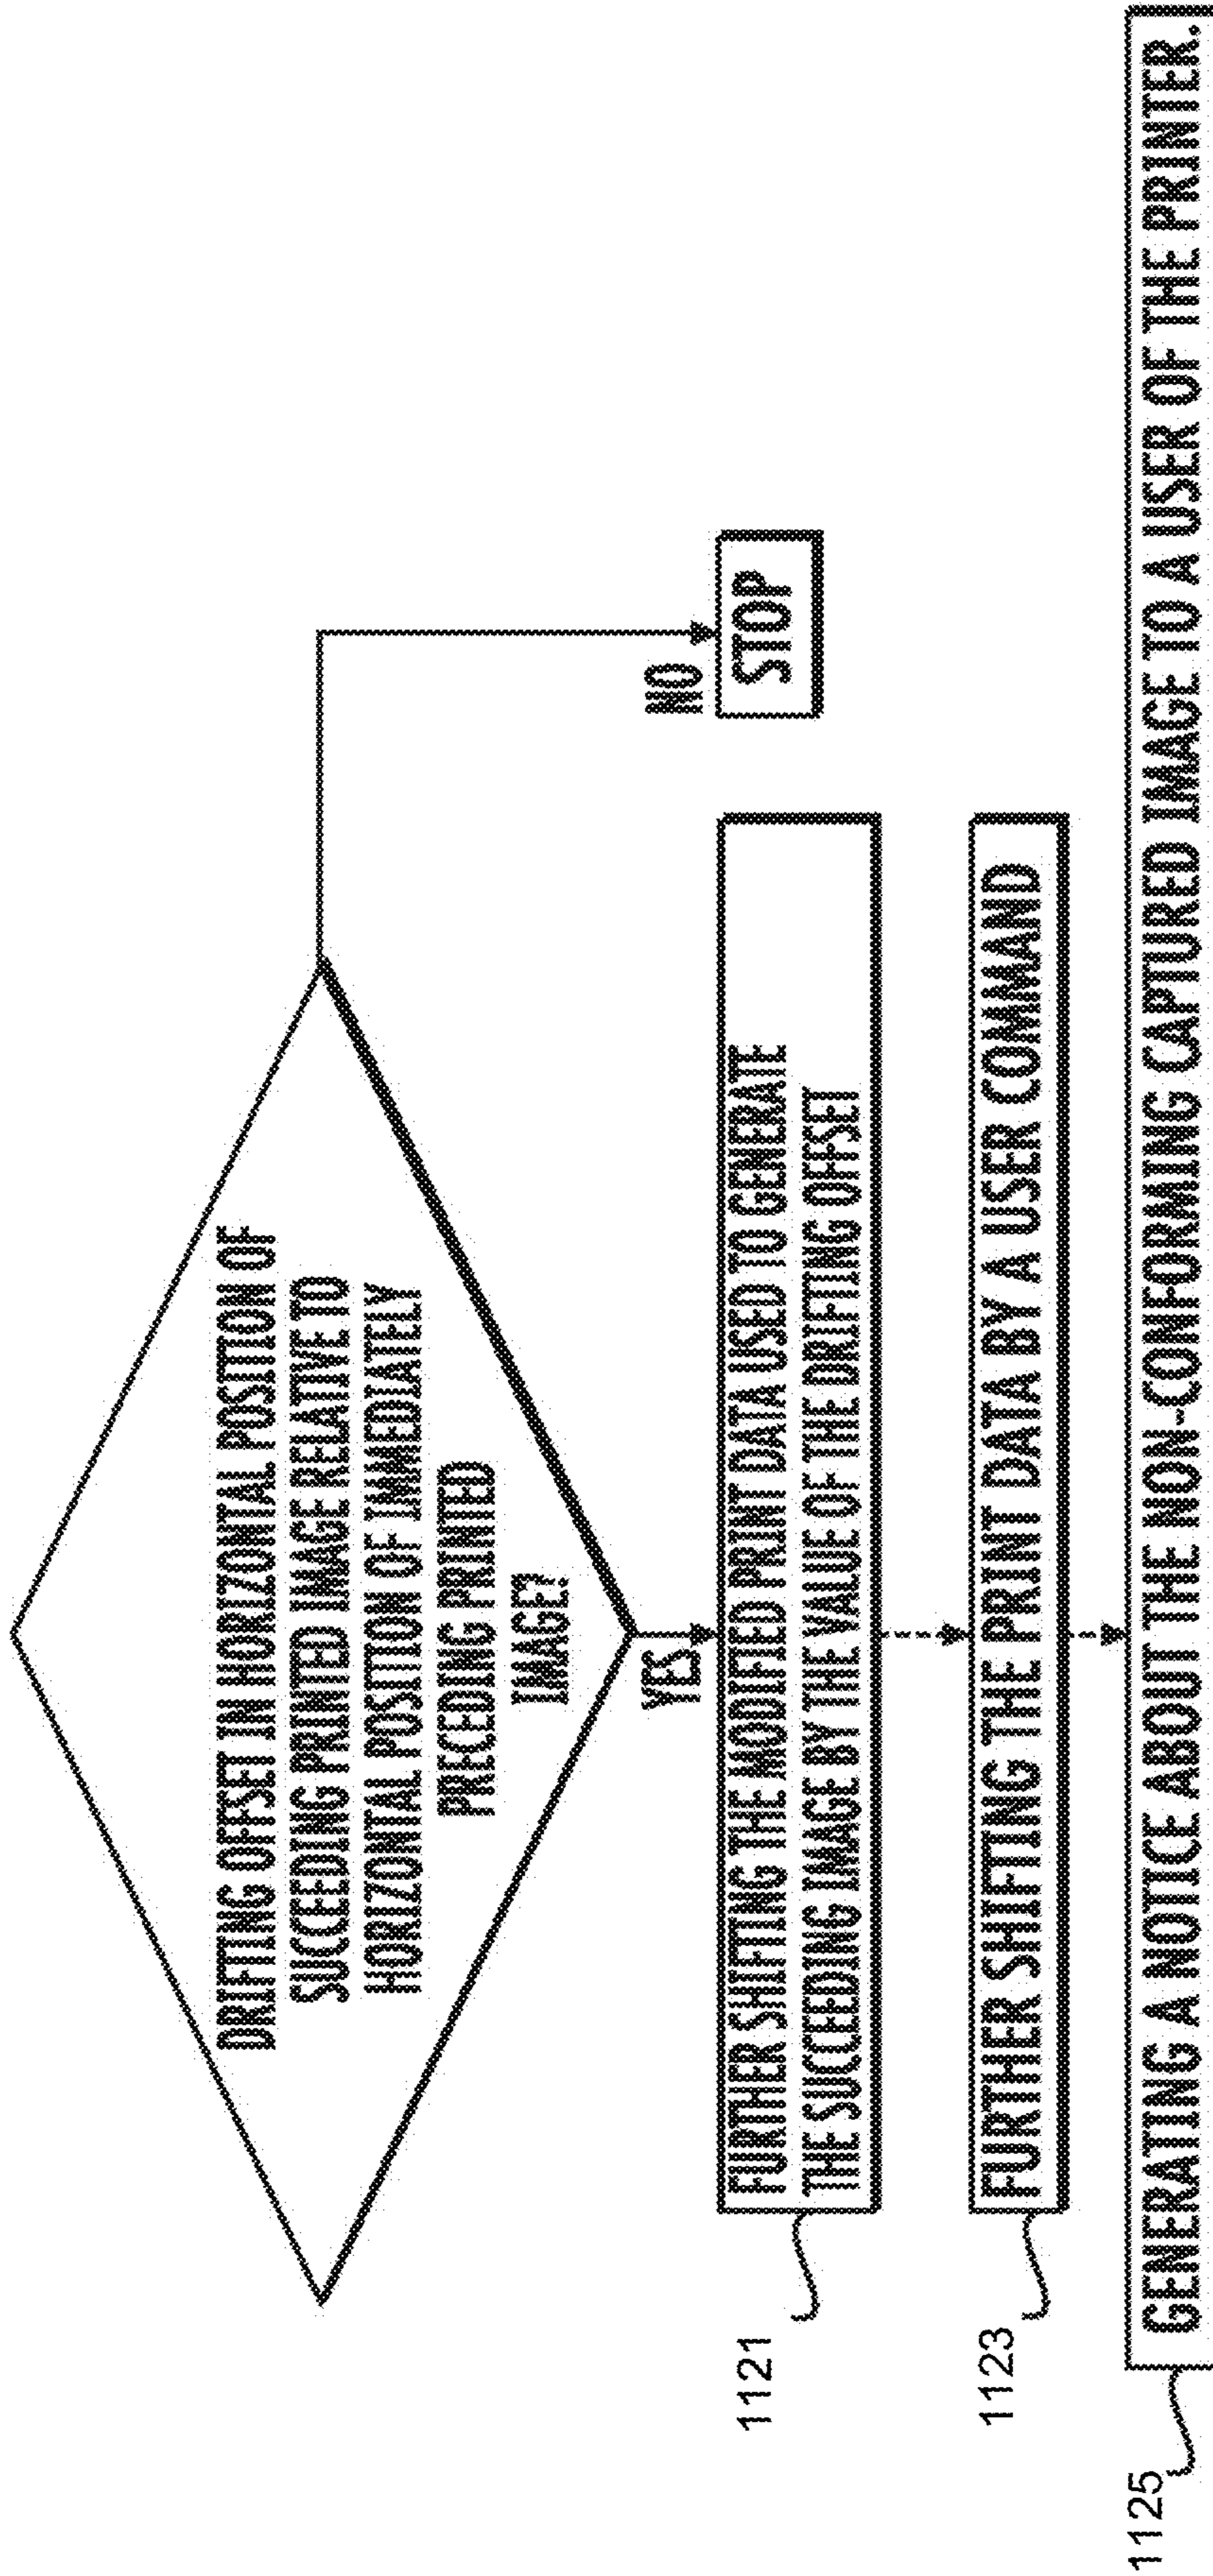 DRIFTING OFFSET IN HORIZONTAL POSITION OF
SUCCEEDING PRINTED IMAGE RELATIVE TO
HORIZONTAL POSITION OF IMMEDIATELY
PRECEDING PRINTED
IMAGE?
YES
NO
STOP
1121
FURTHER SHIFTING THE MODIFIED PRINT DATA USED TO GENERATE
THE SUCCEEDING IMAGE BY THE VALUE OF THE DRIFTING OFFSET
1123
FURTHER SHIFTING THE PRINT DATA BY A USER COMMAND
1125
GENERATING A NOTICE ABOUT THE NON-CONFORMING CAPTURED IMAGE TO A USER OF THE PRINTER.